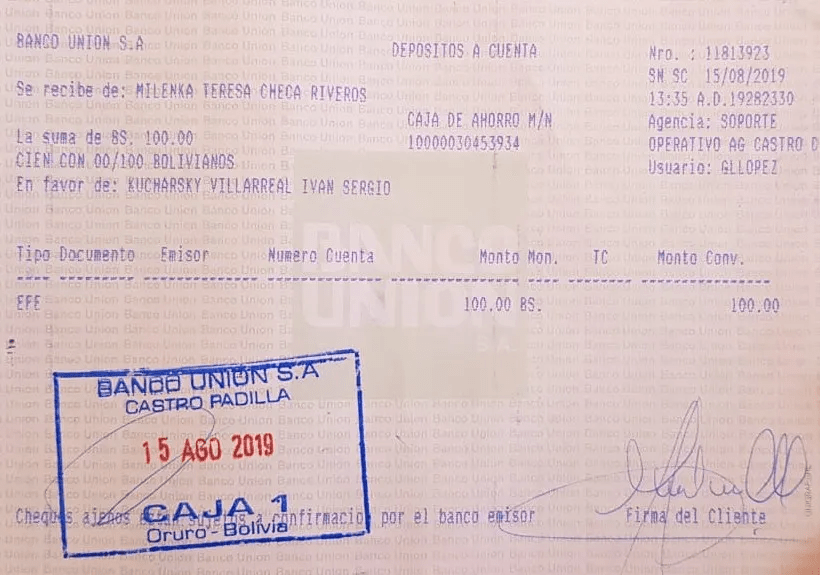 BANCO UNION S.A
DEPOSITOS A CUENTA
Nro. : 11813923
SN SC 15/08/2019
Se recibe de: MILENKA TERESA CHECA RIVEROS
13:35 A.D.19282330
CAJA DE AHORRO M/N
Agencia: SOPORTE
La suma de BS. 100.00
10000030453934
OPERATIVO AG CASTRO
CIEN CON 00/100 BOLIVIANOS
Usuario: GLLOPEZ
En favor de: KUCHARSKY VILLARREAL IVAN SERGIO
Tipo Documento Emisor Numero Cuenta Monto Mon. TC Monto Conv.
EFE 100.00 BS. 100.00
BANCO
UNION
S.A.
BANCO UNION S.A
CASTRO PADILLA
15 AGO 2019
CAJA 1
Oruro - Bolivia
Cheques ajenos sujetos a confirmacion por el banco emisor
Firma del Cliente